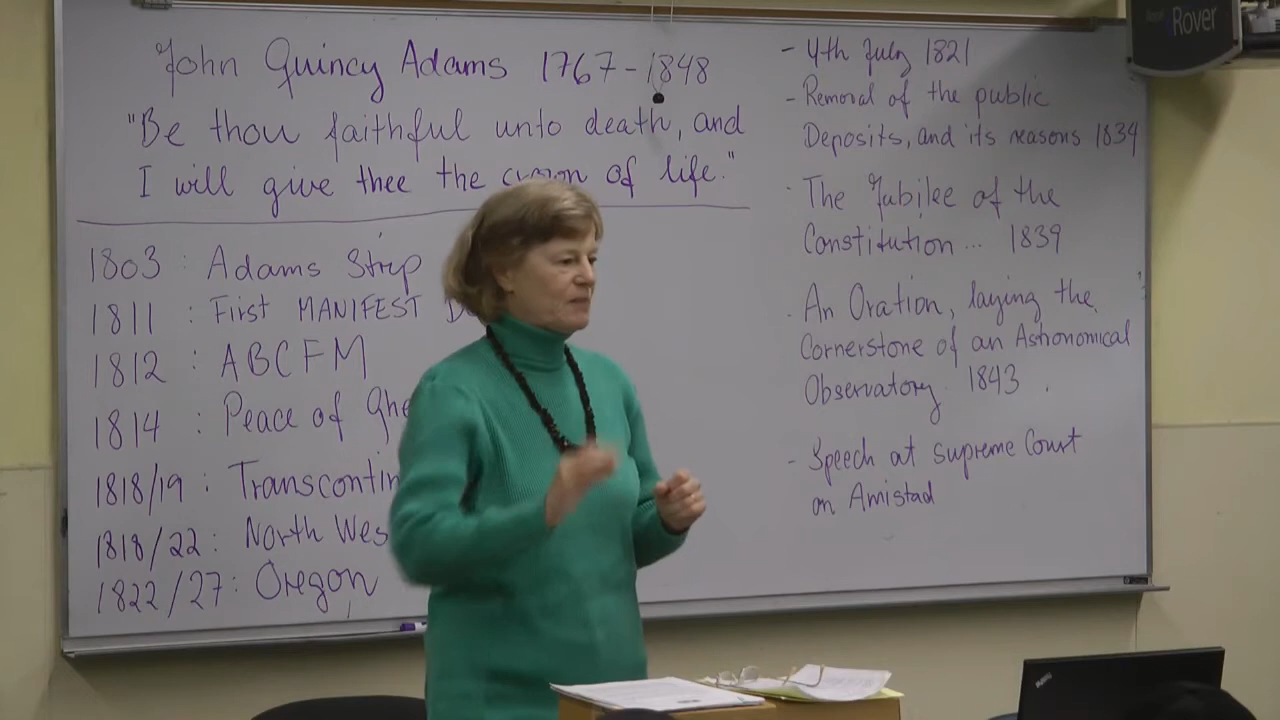 John Quincy Adams 1767-1848
"Be thou faithful unto death, and
I will give thee the crown of life."
1803 : Adams Strip
1811 : First MANIFEST
1812 : ABCFM
1814 : Peace of Ghe
1818/19 : Transcontin
1818/22: North Wes
1822/27: Oregon
- 4th July 1821
- Removal of the public
Deposits, and its reasons 1834
· The Jubilee of the
Constitution... 1839
· An Oration, laying the
Cornerstone of an Astronomical
Observatory 1843 .
- Speech at supreme Court
on Amistad
Rover